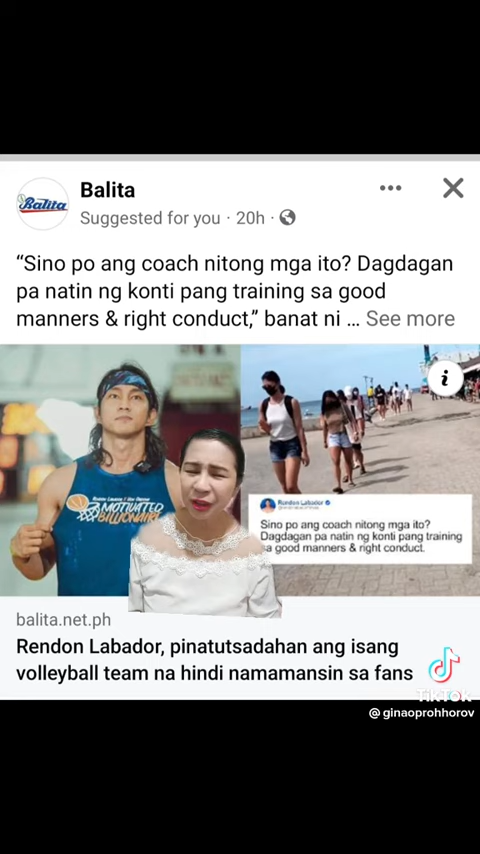 Balita
Balita
Suggested for you · 20h ·
“Sino po ang coach nitong mga ito? Dagdagan
pa natin ng konti pang training sa good
manners & right conduct,” banat ni ... See more
MOTIVATED
BILLIONAIRE
Rendon Labador
Sino po ang coach nitong mga ito?
Dagdagan pa natin ng konti pang training
sa good manners & right conduct.
balita.net.ph
Rendon Labador, pinatutsadahan ang isang
volleyball team na hindi namamansin sa fans
TikTok
@ginaoprohhorov